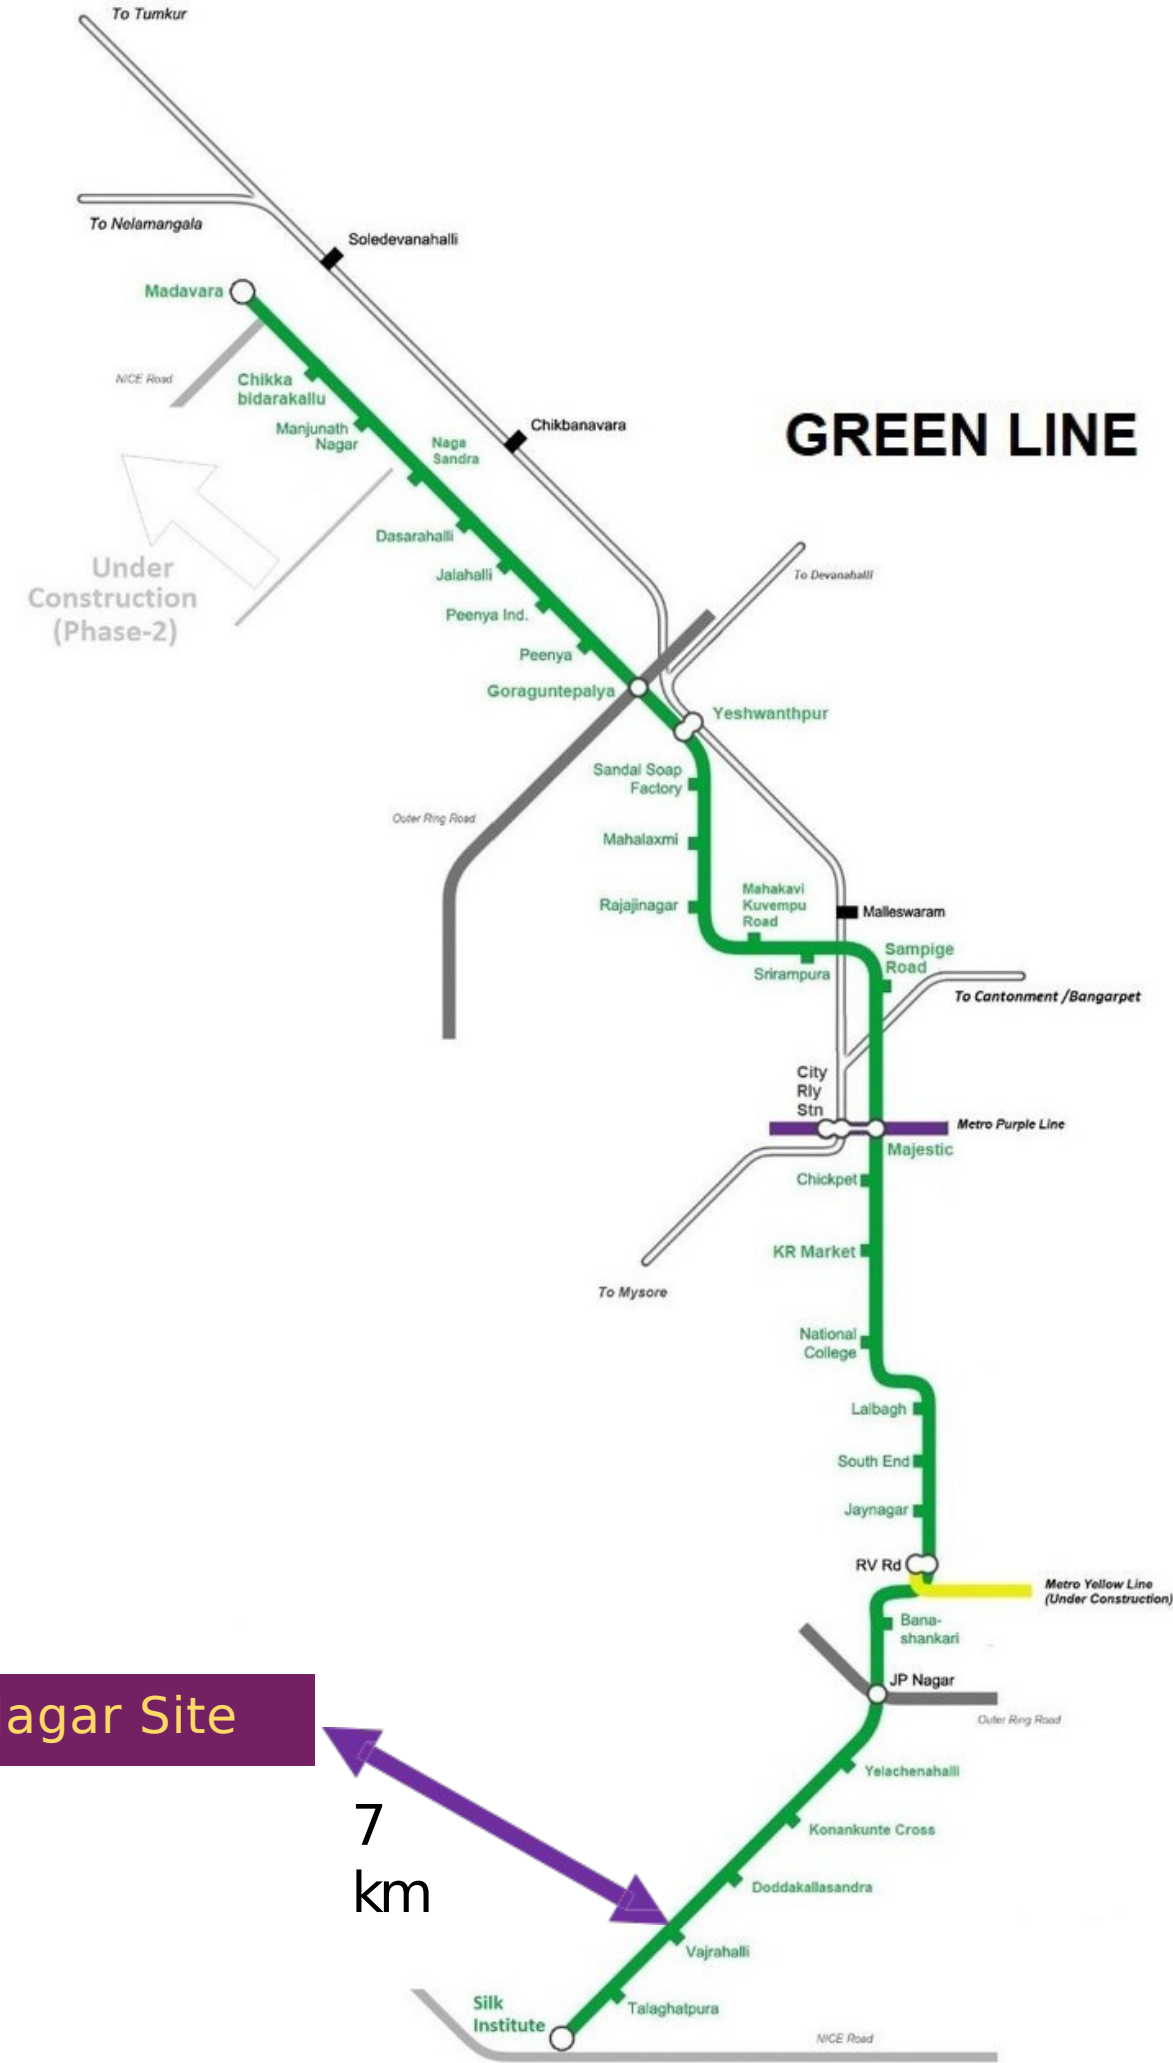 To Tumkur
To Nelamangala
Soledevanahalli
Madavara
NICE Road
Chikka
bidarakallu
Manjunath
Nagar
Naga
Sandra
Chikbanavara
GREEN LINE
Dasarahalli
Under
Construction
(Phase-2)
Jalahalli
To Devanahalli
Peenya Ind.
Peenya
Goraguntepalya
Yeshwanthpur
Sandal Soap
Factory
Outer Ring Road
Mahalaxmi
Mahakavi
Kuvempu
Road
Rajajinagar
Malleswaram
Sampige
Road
Srirampura
To Cantonment /Bangarpet
City
Rly
Stn
Metro Purple Line
Majestic
Chickpet
KR Market
To Mysore
National
College
Lalbagh
South End
Jaynagar
RV Rd
Metro Yellow Line
(Under Construction)
Bana-
shankari
JP Nagar
Outer Ring Road
agar Site
Yelachenahalli
7
km
Konankunte Cross
Doddakallasandra
Vajrahalli
Silk
Institute
Talaghatpura
NICE Road